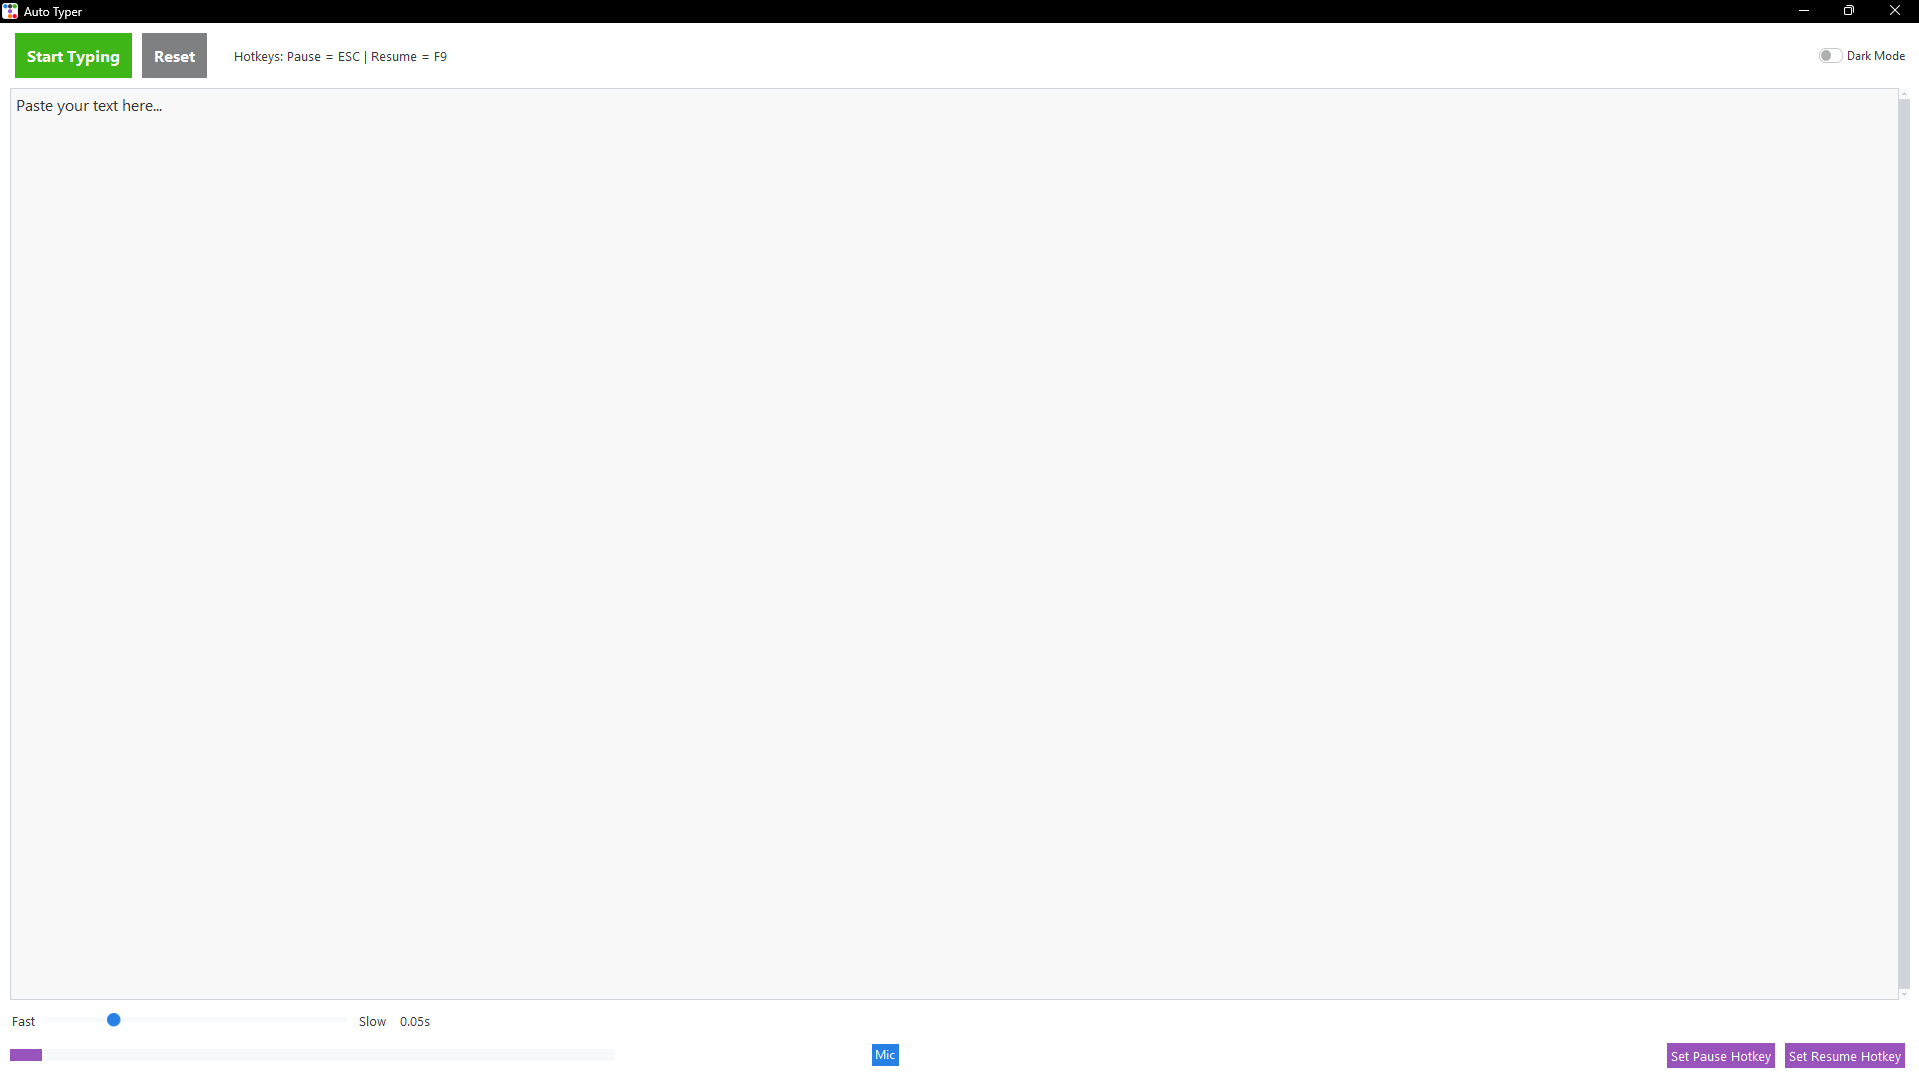 Auto Typer
Start Typing
Reset
Hotkeys: Pause = ESC | Resume = F9
Dark Mode
Paste your text here...
Fast
Slow
0.05s
Mic
Set Pause Hotkey
Set Resume Hotkey